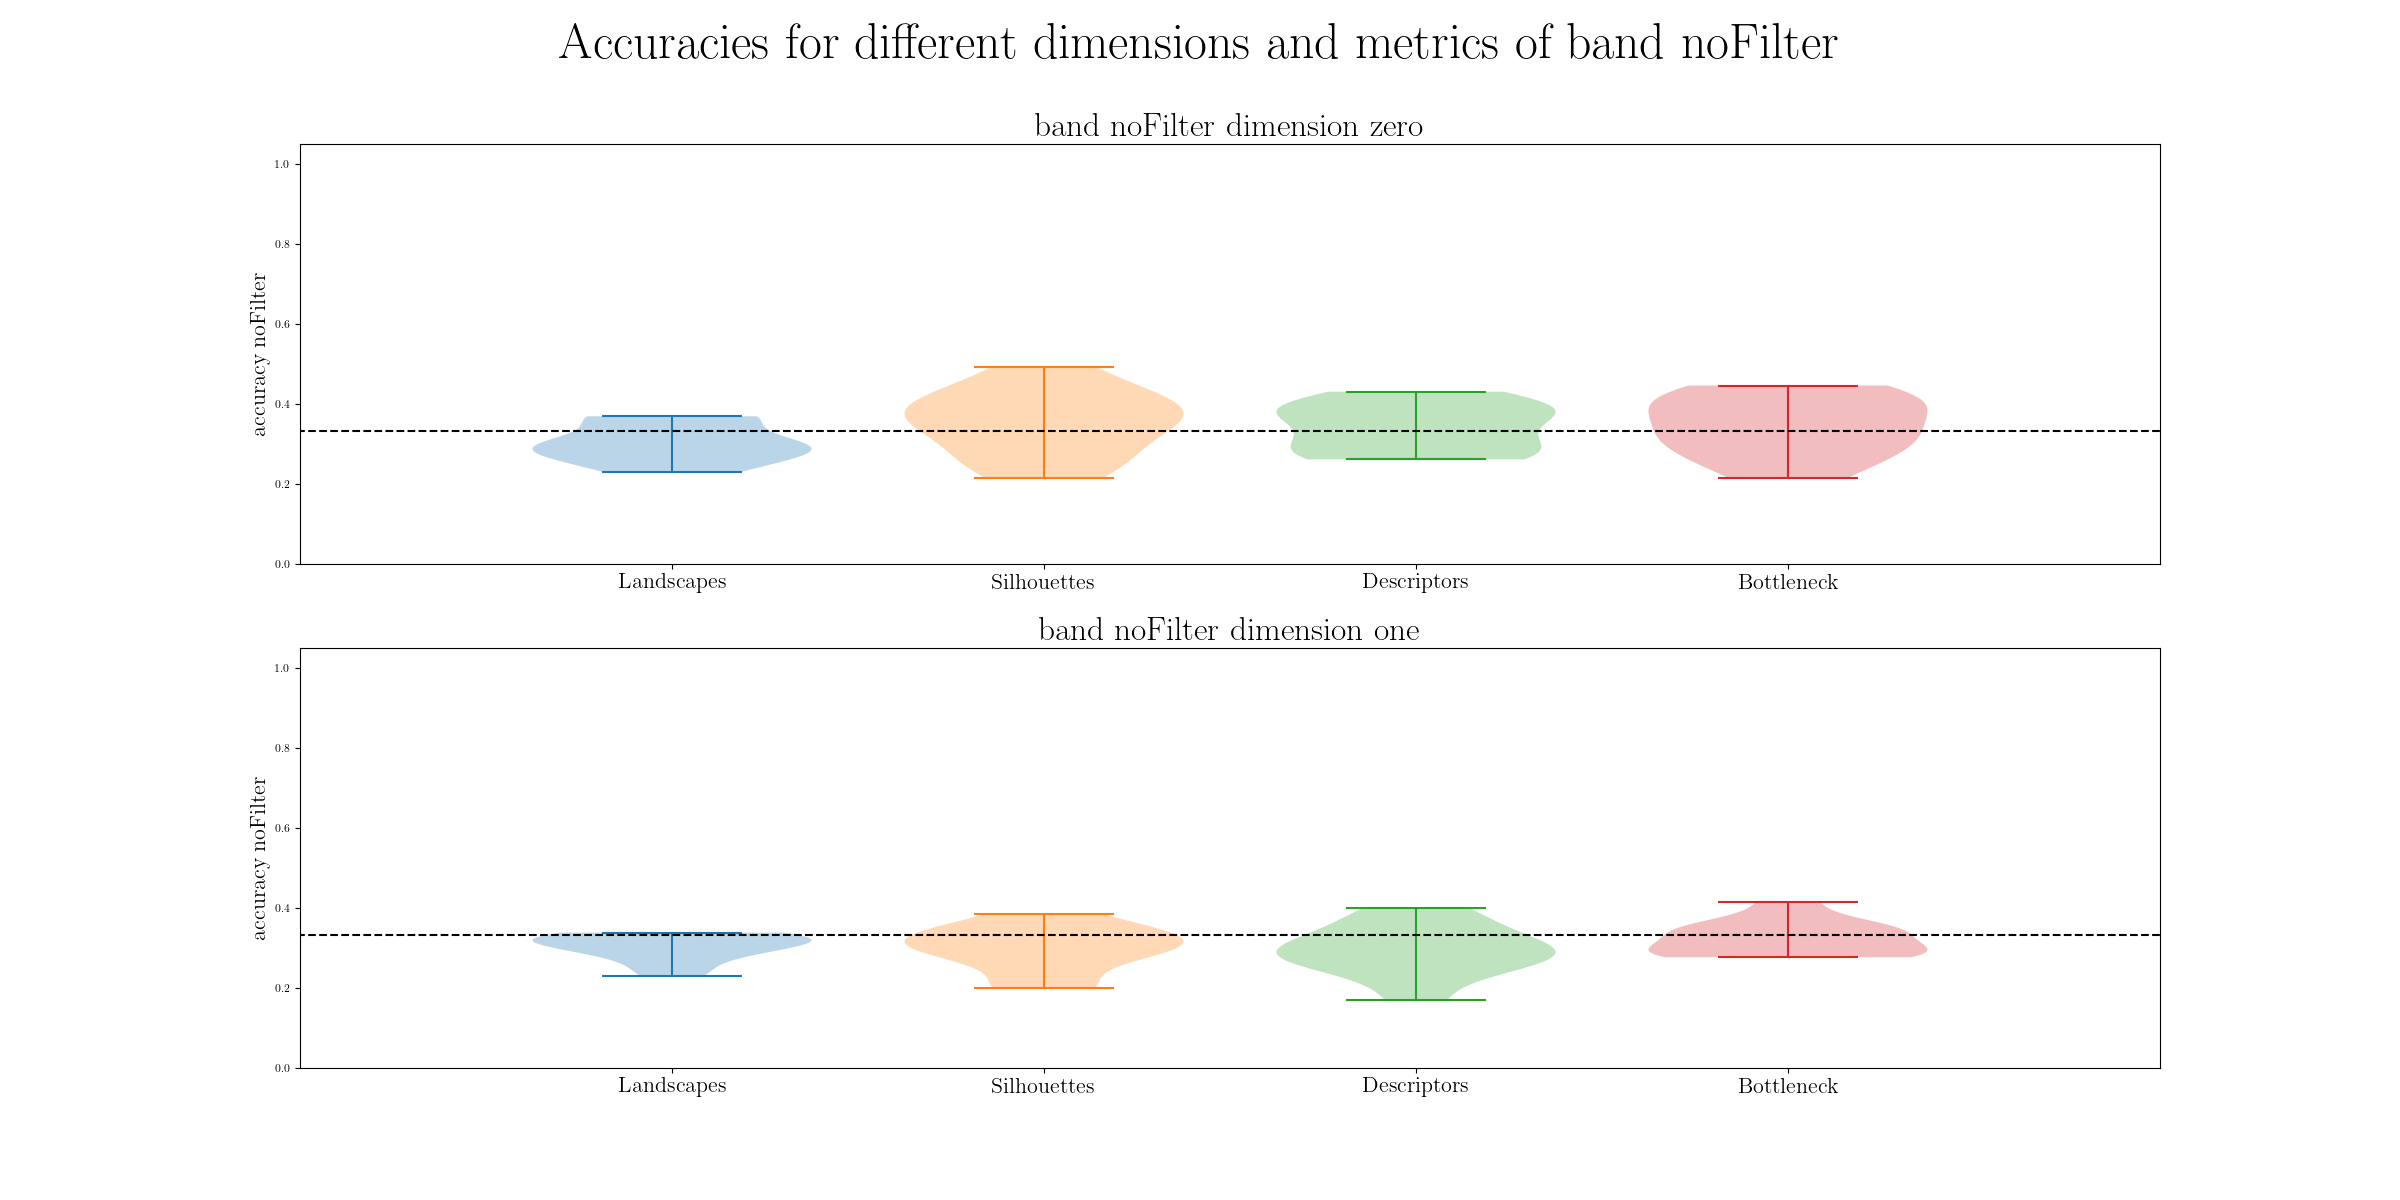 Accuracies for different dimensions and metrics of band noFilter
band noFilter dimension zero
accuracy noFilter
1.0
0.8
0.6
0.4
0.2
0.0
Landscapes Silhouettes Descriptors Bottleneck
band noFilter dimension one
accuracy noFilter
1.0
0.8
0.6
0.4
0.2
0.0
Landscapes Silhouettes Descriptors Bottleneck